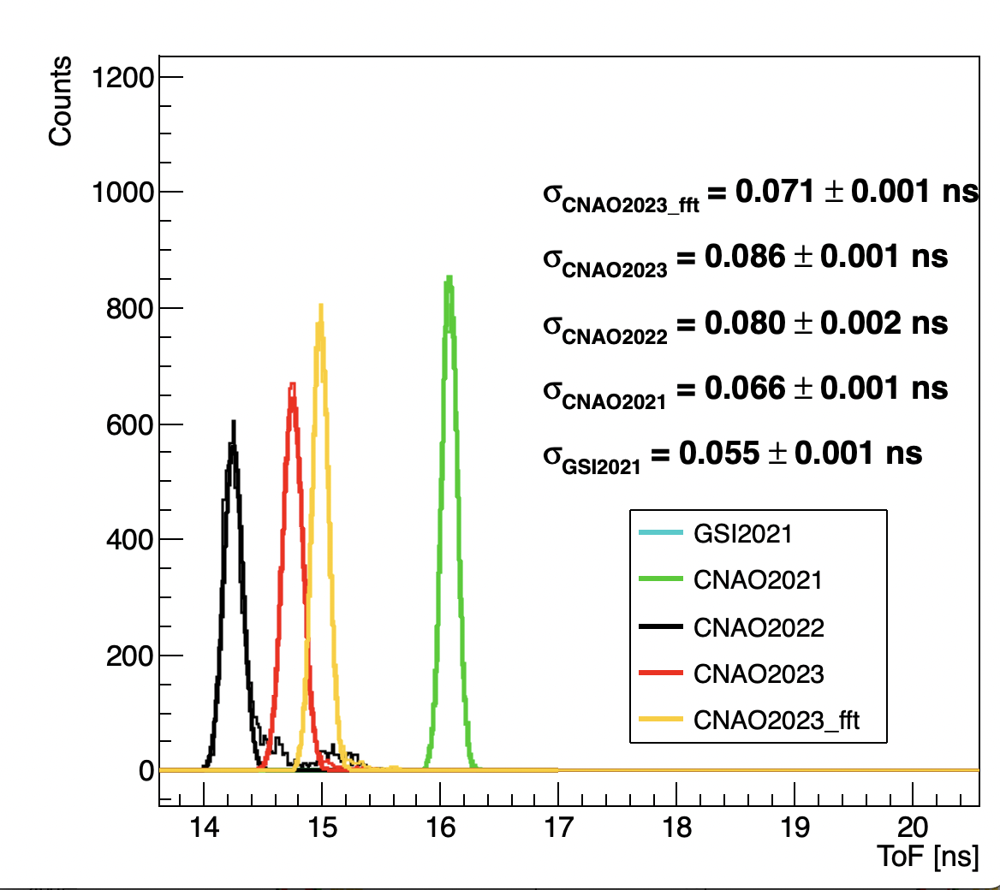 Counts
1200
1000
800
600
400
200
0
σCNAO2023_fft = 0.071 ± 0.001 ns
σCNAO2023 = 0.086 ± 0.001 ns
σCNAO2022 = 0.080 ± 0.002 ns
σCNAO2021 = 0.066 ± 0.001 ns
σGSI2021 = 0.055 ± 0.001 ns
GSI2021
CNAO2021
CNAO2022
CNAO2023
CNAO2023_fft
14 15 16 17 18 19 20
ToF [ns]